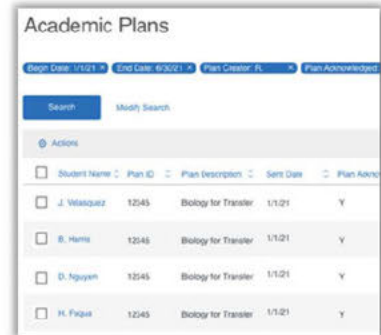 Academic Plans
Begin Date: 1/1/21 × End Date: 6/30/21 × Plan Creator: R. × Plan Acknowledged:
Search Modify Search
Actions
Student Name Plan ID Plan Description Sent Date Plan Ackno
J. Velasquez 12345 Biology for Transfer 1/1/21 Y
B. Harris 12345 Biology for Transfer 1/1/21 Y
D. Nguyen 12345 Biology for Transfer 1/1/21 Y
H. Fuqua 12345 Biology for Transfer 1/1/21 Y